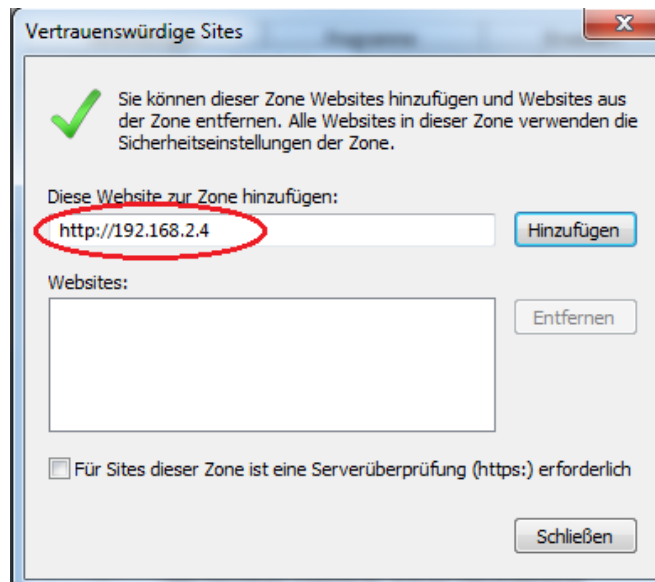 Vertrauenswürdige Sites
Sie können dieser Zone Websites hinzufügen und Websites aus
der Zone entfernen. Alle Websites in dieser Zone verwenden die
Sicherheitseinstellungen der Zone.
Diese Website zur Zone hinzufügen:
http://192.168.2.4
Hinzufügen
Websites:
Entfernen
Für Sites dieser Zone ist eine Serverüberprüfung (https:) erforderlich
Schließen